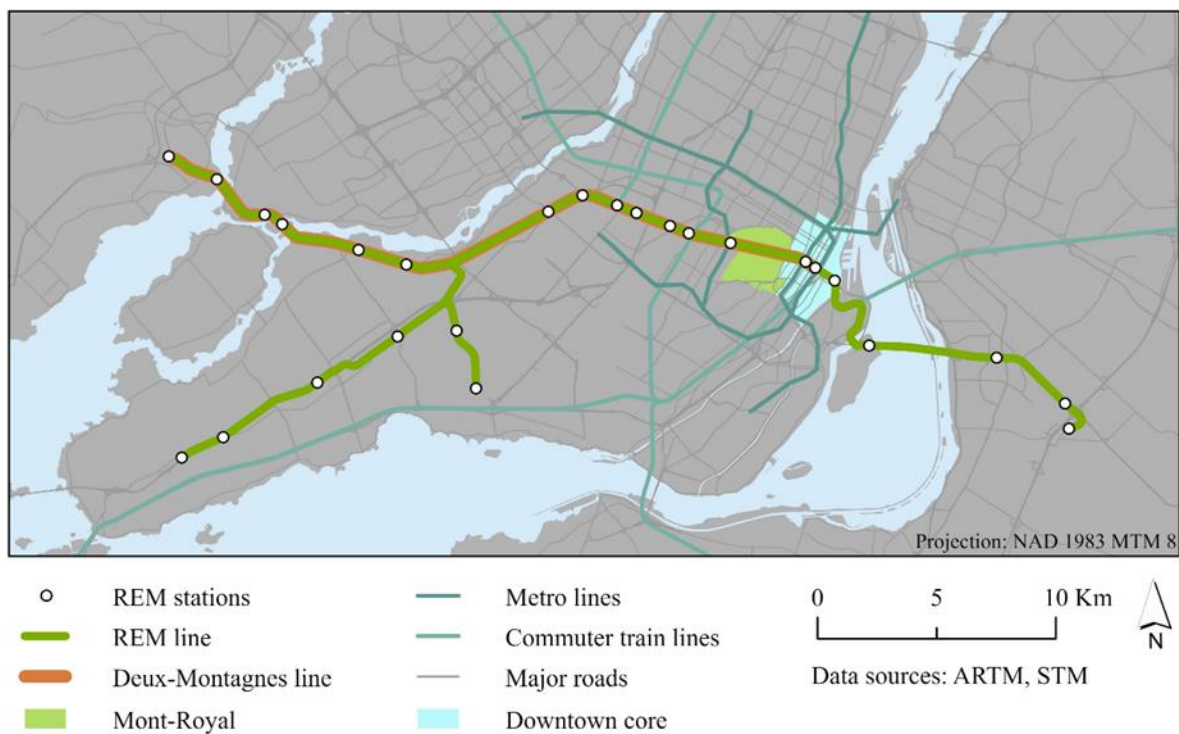 Projection: NAD 1983 MTM 8
REM stations
REM line
Deux-Montagnes line
Mont-Royal
Metro lines
Commuter train lines
Major roads
Downtown core
0 5 10 Km
N
Data sources: ARTM, STM